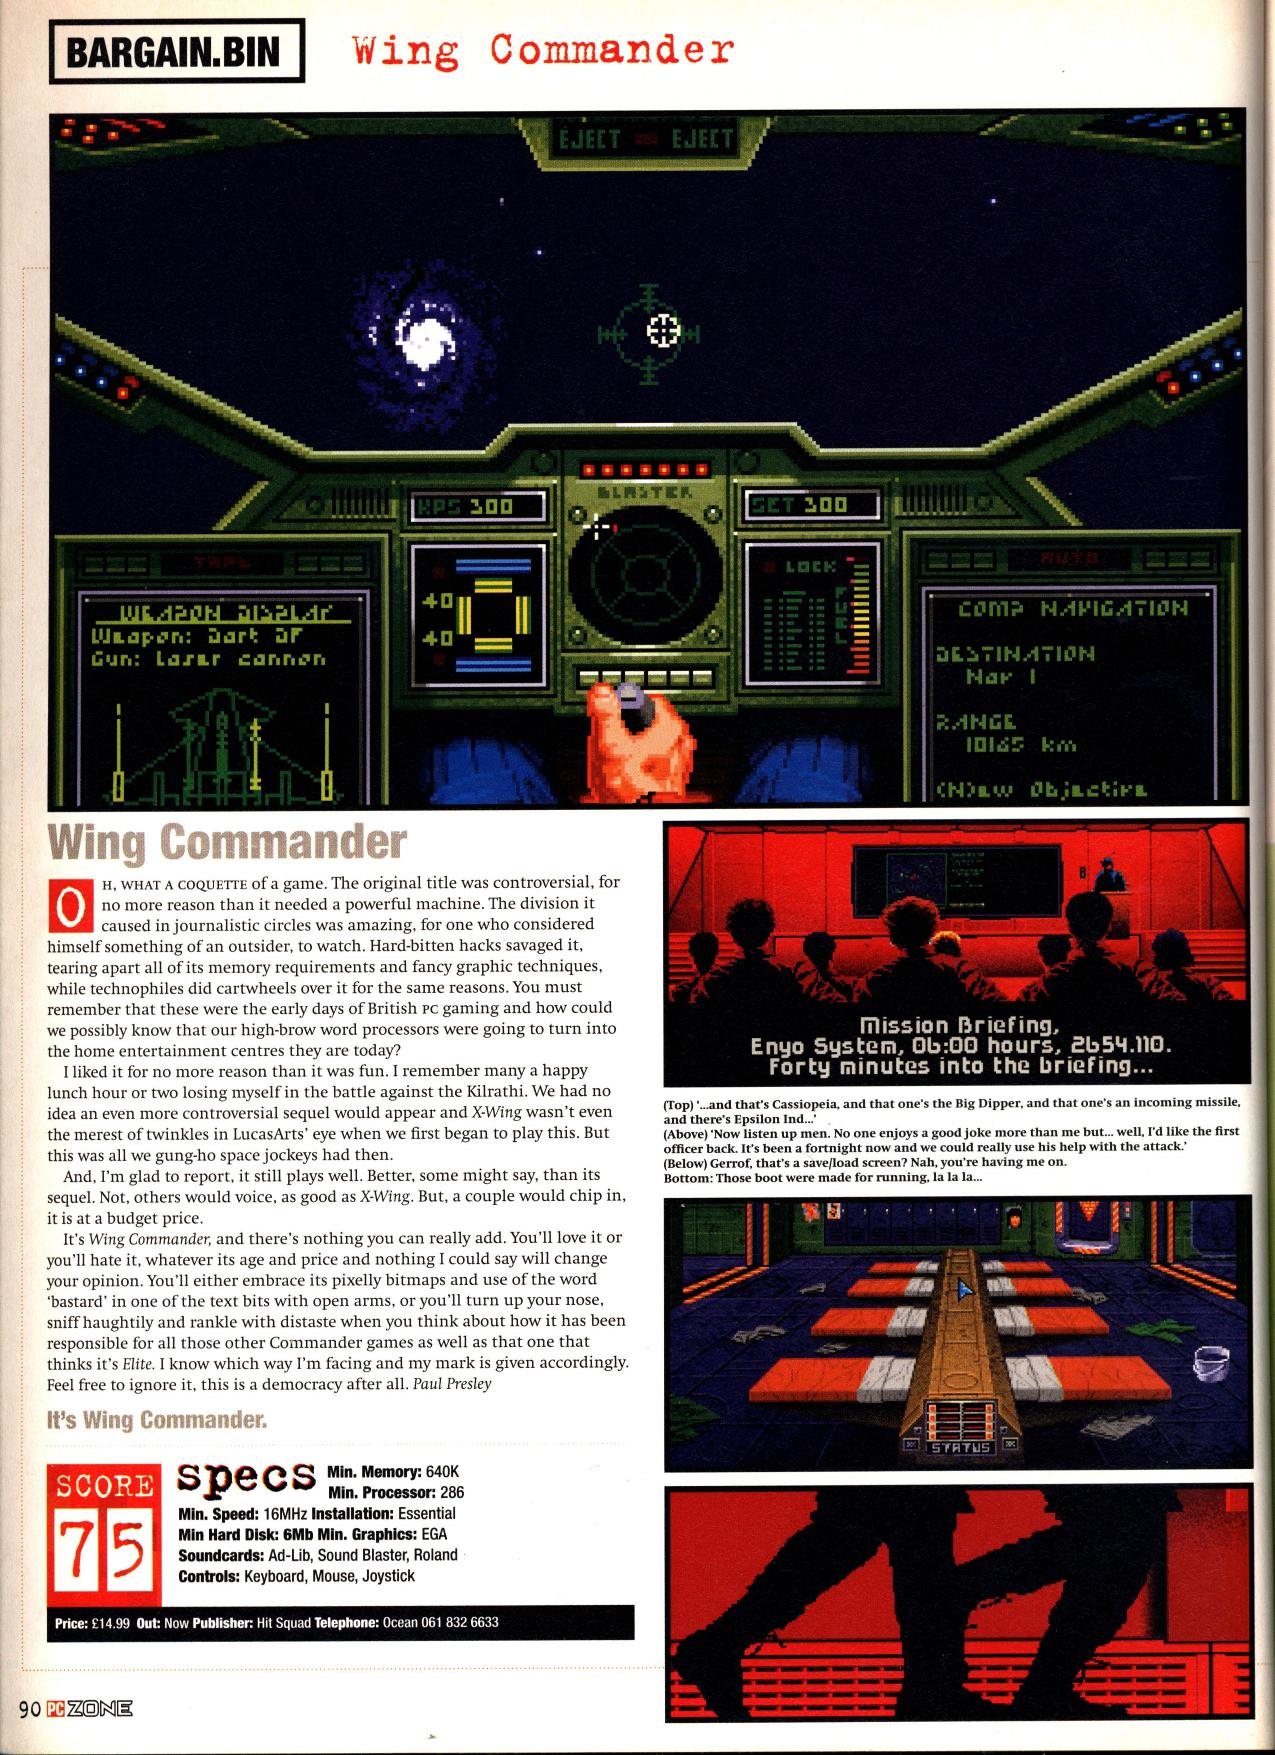 BARGAIN.BIN
Wing Commander
EJECT EJECT
BLASTER
KPS 300
SET 300
TAPE
AUTO
WEAPON DISPLAY
Weapon: Dart DF
Gun: Laser cannon
40
40
LOCK
FUEL
COMP NAVIGATION
DESTINATION
Nav 1
RANGE
10165 km
(N)ew Objective
Wing Commander
OH, WHAT A COQUETTE of a game. The original title was controversial, for
no more reason than it needed a powerful machine. The division it
caused in journalistic circles was amazing, for one who considered
himself something of an outsider, to watch. Hard-bitten hacks savaged it,
tearing apart all of its memory requirements and fancy graphic techniques,
while technophiles did cartwheels over it for the same reasons. You must
remember that these were the early days of British PC gaming and how could
we possibly know that our high-brow word processors were going to turn into
the home entertainment centres they are today?
I liked it for no more reason than it was fun. I remember many a happy
lunch hour or two losing myself in the battle against the Kilrathi. We had no
idea an even more controversial sequel would appear and X-Wing wasn't even
the merest of twinkles in LucasArts' eye when we first began to play this. But
this was all we gung-ho space jockeys had then.
And, I'm glad to report, it still plays well. Better, some might say, than its
sequel. Not, others would voice, as good as X-Wing. But, a couple would chip in,
it is at a budget price.
It's Wing Commander, and there's nothing you can really add. You'll love it or
you'll hate it, whatever its age and price and nothing I could say will change
your opinion. You'll either embrace its pixelly bitmaps and use of the word
'bastard' in one of the text bits with open arms, or you'll turn up your nose,
sniff haughtily and rankle with distaste when you think about how it has been
responsible for all those other Commander games as well as that one that
thinks it's Elite. I know which way I'm facing and my mark is given accordingly.
Feel free to ignore it, this is a democracy after all. Paul Presley
It's Wing Commander.
SCORE
75
specs
Min. Memory: 640K
Min. Processor: 286
Min. Speed: 16MHz Installation: Essential
Min Hard Disk: 6Mb Min. Graphics: EGA
Soundcards: Ad-Lib, Sound Blaster, Roland
Controls: Keyboard, Mouse, Joystick
Price: £14.99 Out: Now Publisher: Hit Squad Telephone: Ocean 061 832 6633
Mission Briefing,
Enyo System, 06:00 hours, 2654.110.
Forty minutes into the briefing...
(Top) '...and that's Cassiopeia, and that one's the Big Dipper, and that one's an incoming missile,
and there's Epsilon Ind...'
(Above) 'Now listen up men. No one enjoys a good joke more than me but... well, I'd like the first
officer back. It's been a fortnight now and we could really use his help with the attack.'
(Below) Gerrof, that's a save/load screen? Nah, you're having me on.
Bottom: Those boot were made for running, la la la...
STATUS
90 PC ZONE